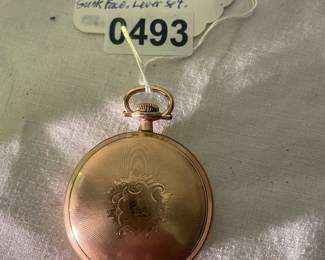 Sunk Face, Lever Set.
0493